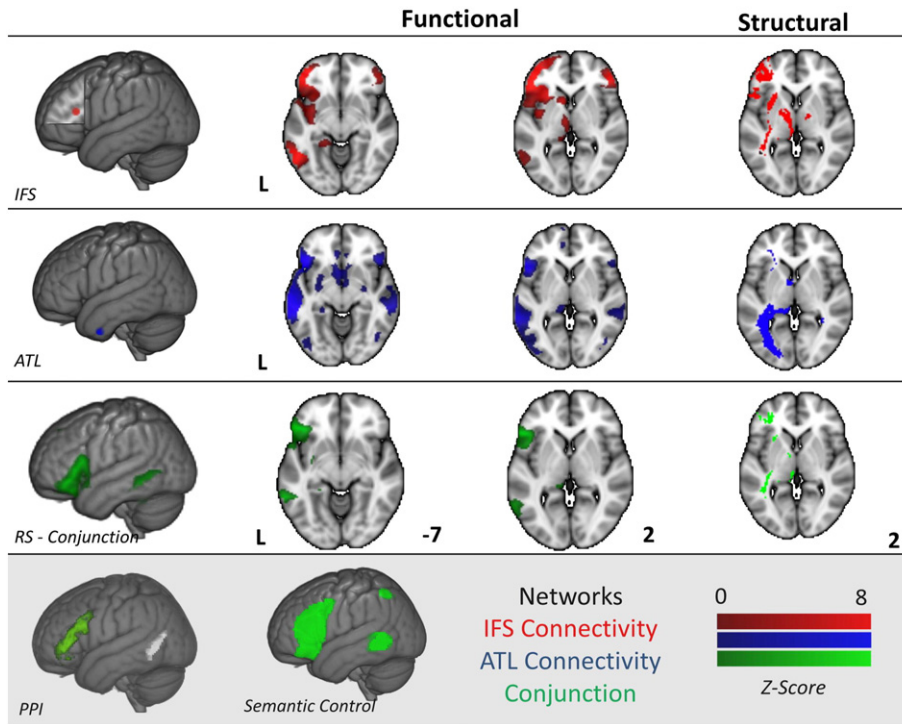 Functional
Structural
IFS
L
ATL
L
RS - Conjunction
L
-7
2
2
PPI
Semantic Control
Networks
IFS Connectivity
ATL Connectivity
Conjunction
0
8
Z-Score